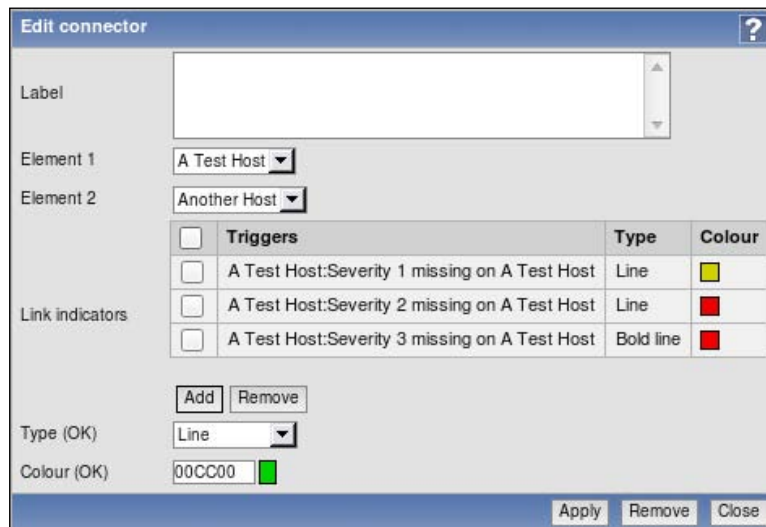 Edit connector ?
Label
Element 1 A Test Host
Element 2 Another Host
Link indicators
Triggers Type Colour
A Test Host:Severity 1 missing on A Test Host Line
A Test Host:Severity 2 missing on A Test Host Line
A Test Host:Severity 3 missing on A Test Host Bold line
Add Remove
Type (OK) Line
Colour (OK) 00CC00
Apply Remove Close